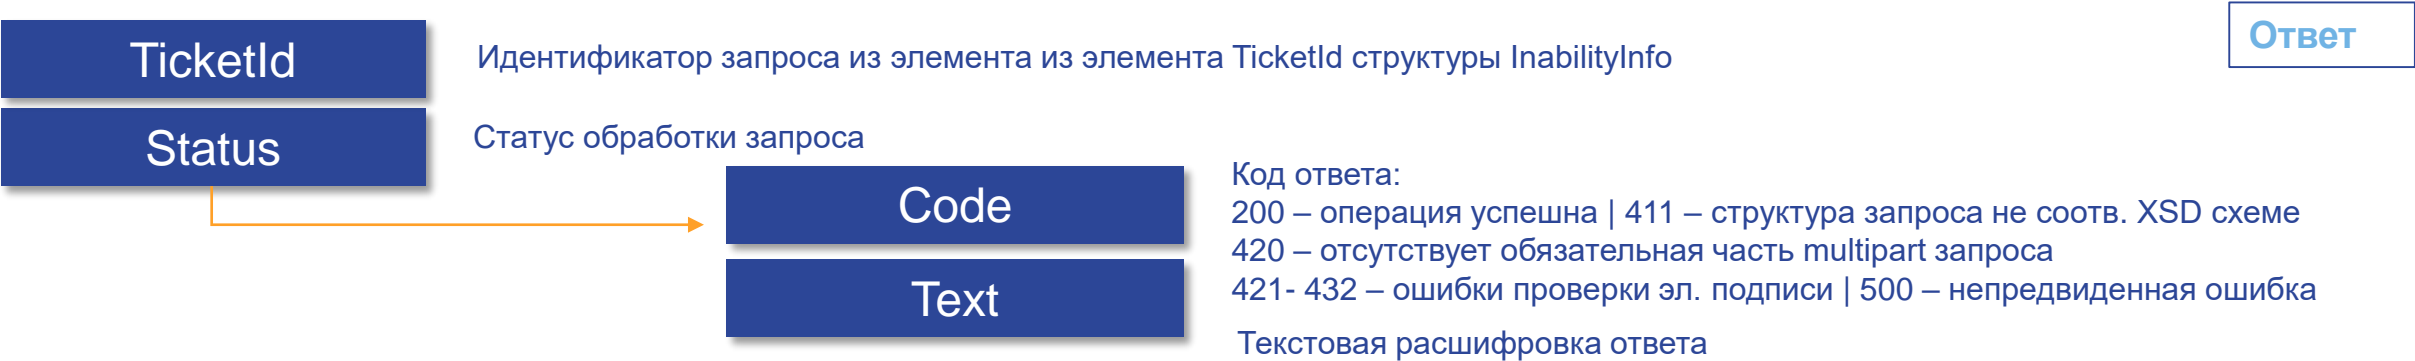 Ответ
TicketId
Идентификатор запроса из элемента из элемента TicketId структуры InabilityInfo
Status
Статус обработки запроса
Code
Код ответа:
200 – операция успешна | 411 – структура запроса не соотв. XSD схеме
420 – отсутствует обязательная часть multipart запроса
421- 432 – ошибки проверки эл. подписи | 500 – непредвиденная ошибка
Text
Текстовая расшифровка ответа